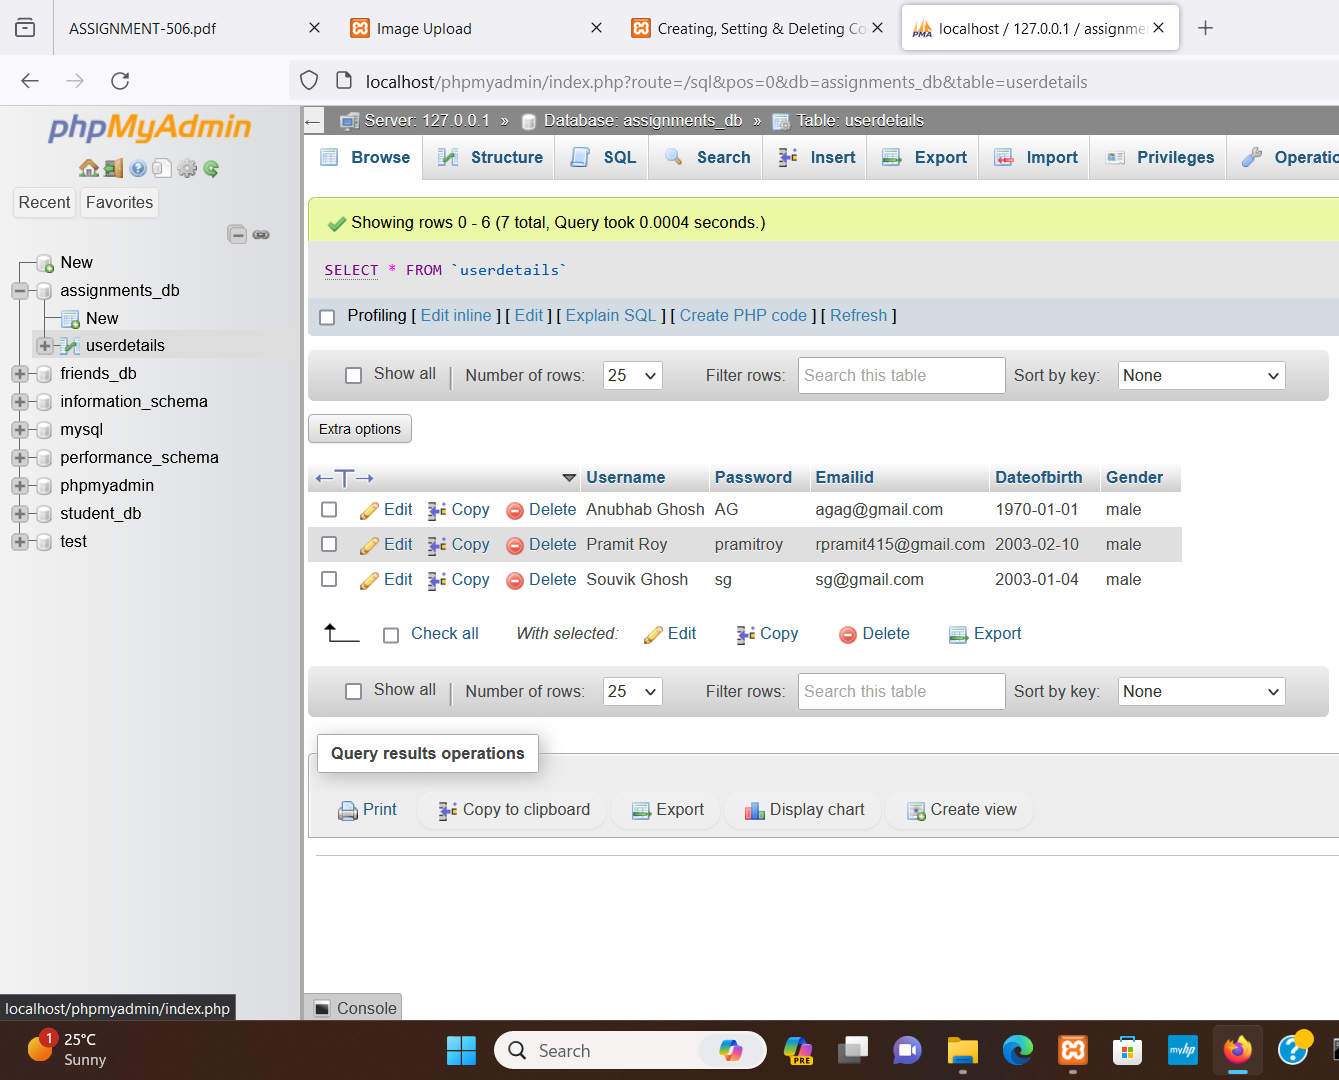 ASSIGNMENT-506.pdf
Image Upload
Creating, Setting & Deleting Co
localhost / 127.0.0.1 / assignme
localhost/phpmyadmin/index.php?route=/sql&pos=0&db=assignments_db&table=userdetails
phpMyAdmin
Recent
Favorites
New
assignments_db
New
userdetails
friends_db
information_schema
mysql
performance_schema
phpmyadmin
student_db
test
Server: 127.0.0.1 » Database: assignments_db » Table: userdetails
Browse Structure SQL Search Insert Export Import Privileges Operatio
Showing rows 0 - 6 (7 total, Query took 0.0004 seconds.)
SELECT * FROM `userdetails`
Profiling [ Edit inline ] [ Edit ] [ Explain SQL ] [ Create PHP code ] [ Refresh ]
Show all | Number of rows: 25 Filter rows: Search this table Sort by key: None
Extra options
←T→ Username Password Emailid Dateofbirth Gender
Edit Copy Delete Anubhab Ghosh AG agag@gmail.com 1970-01-01 male
Edit Copy Delete Pramit Roy pramitroy rpramit415@gmail.com 2003-02-10 male
Edit Copy Delete Souvik Ghosh sg sg@gmail.com 2003-01-04 male
Check all With selected: Edit Copy Delete Export
Show all | Number of rows: 25 Filter rows: Search this table Sort by key: None
Query results operations
Print Copy to clipboard Export Display chart Create view
localhost/phpmyadmin/index.php
Console
1
25°C
Sunny
Search
PRE
myhp
?